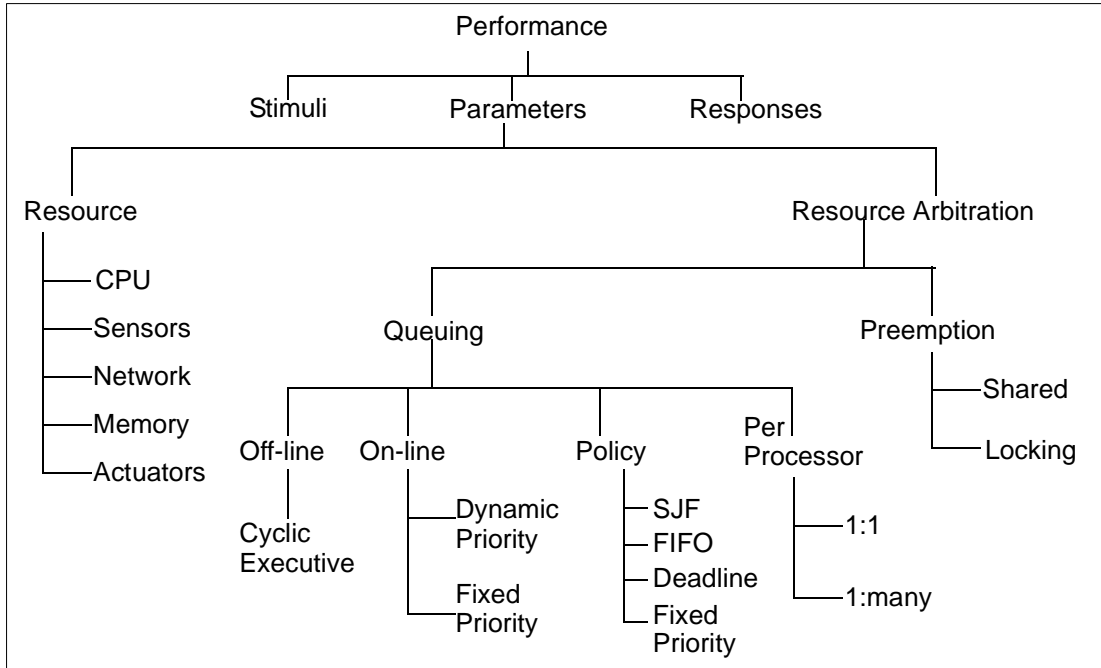 Performance
Stimuli
Parameters
Responses
Resource
Resource Arbitration
CPU
Sensors
Network
Memory
Actuators
Queuing
Preemption
Shared
Locking
Off-line
On-line
Policy
Per
Processor
Cyclic
Executive
Dynamic
Priority
Fixed
Priority
SJF
FIFO
Deadline
Fixed
Priority
1:1
1:many